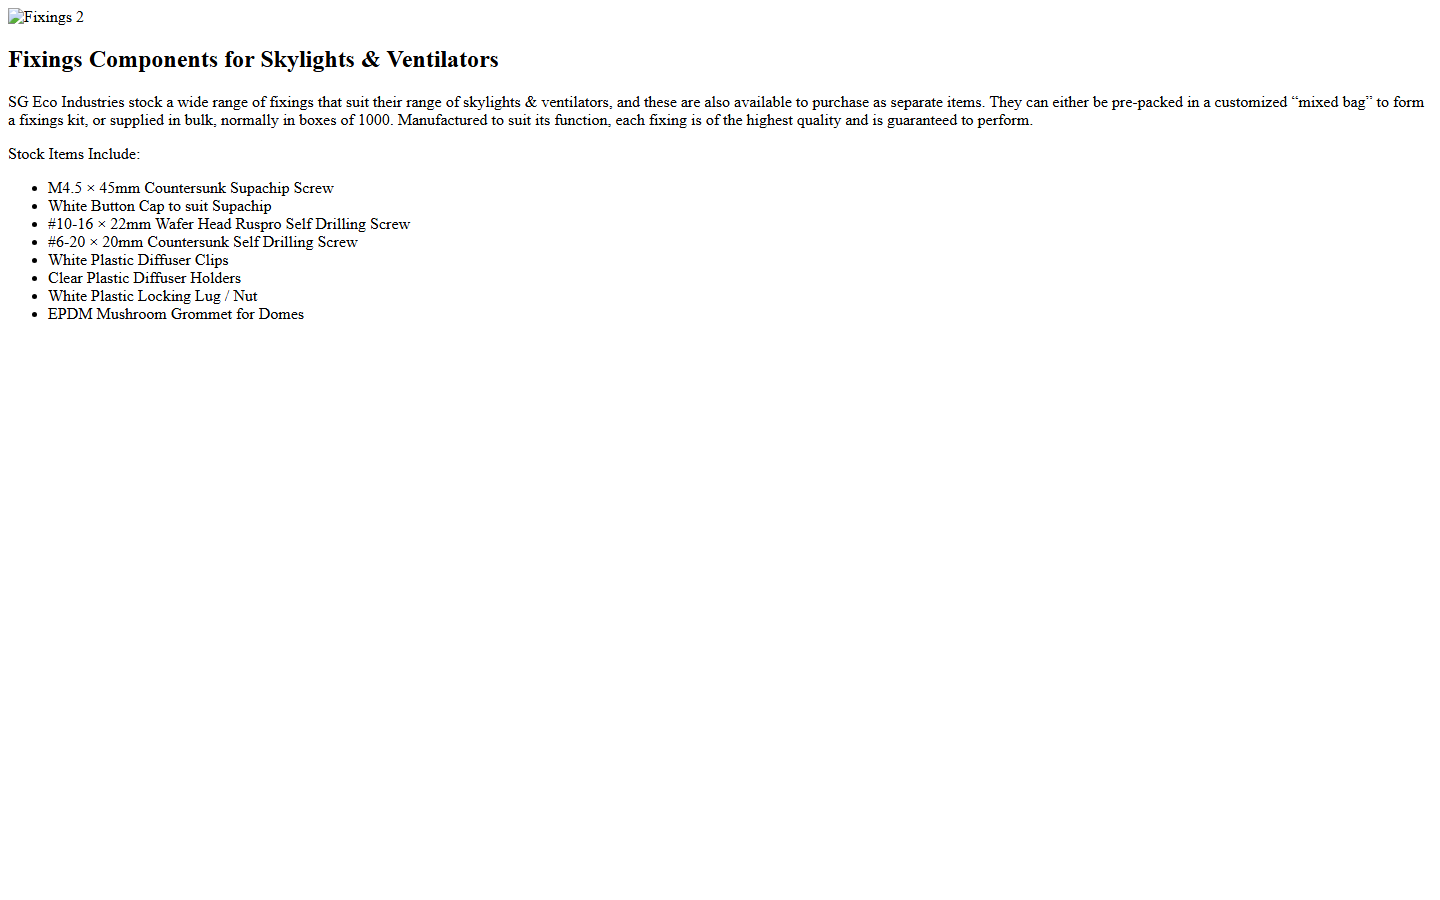 Fixings 2
Fixings Components for Skylights & Ventilators
SG Eco Industries stock a wide range of fixings that suit their range of skylights & ventilators, and these are also available to purchase as separate items. They can either be pre-packed in a customized “mixed bag” to form
a fixings kit, or supplied in bulk, normally in boxes of 1000. Manufactured to suit its function, each fixing is of the highest quality and is guaranteed to perform.
Stock Items Include:
• M4.5 × 45mm Countersunk Supachip Screw
• White Button Cap to suit Supachip
• #10-16 × 22mm Wafer Head Ruspro Self Drilling Screw
• #6-20 × 20mm Countersunk Self Drilling Screw
• White Plastic Diffuser Clips
• Clear Plastic Diffuser Holders
• White Plastic Locking Lug / Nut
• EPDM Mushroom Grommet for Domes